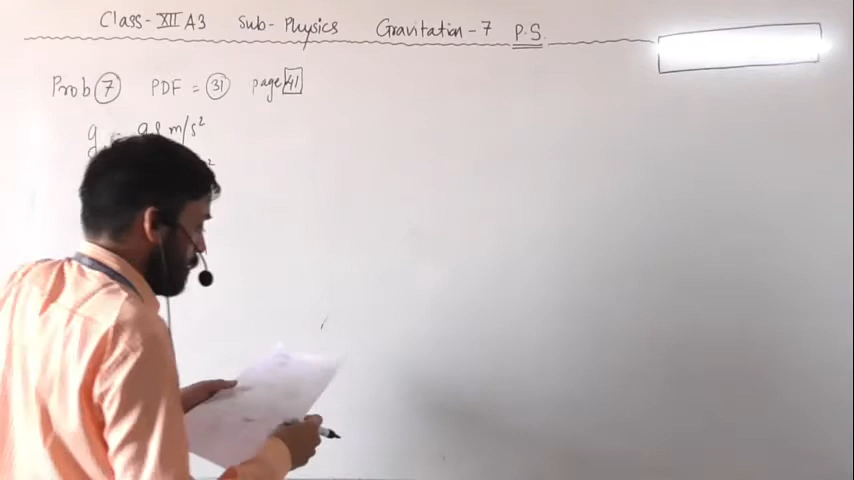 Class- XII A3 Sub- Physics Gravitation - 7 P.S.
Prob 7 PDF = 31 page 41
g = 9.8 m/s²